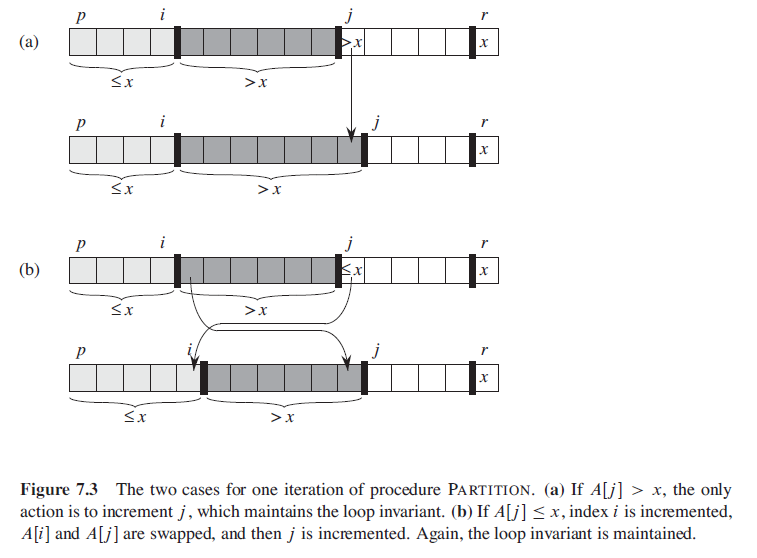 p i j r
(a) >x x
≤ x > x
p i j r
x
≤ x > x
p i j r
(b) ≤x x
≤ x > x
p i j r
x
≤ x > x
Figure 7.3 The two cases for one iteration of procedure PARTITION. (a) If A[j] > x, the only
action is to increment j, which maintains the loop invariant. (b) If A[j] ≤ x, index i is incremented,
A[i] and A[j] are swapped, and then j is incremented. Again, the loop invariant is maintained.